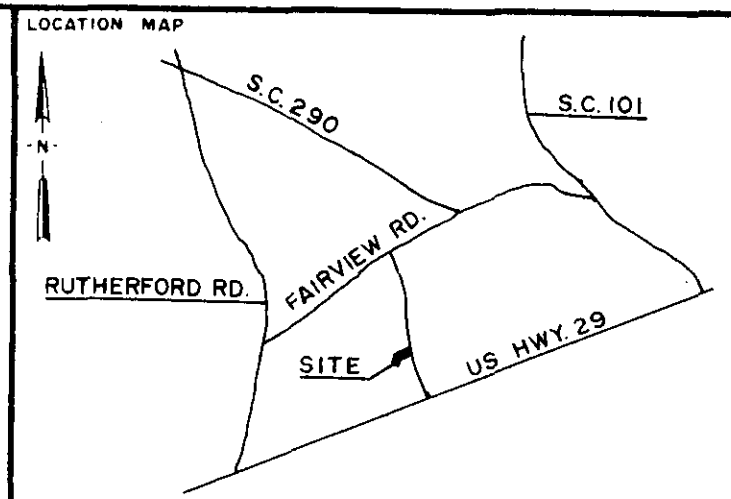 LOCATION MAP
-N-
S.C. 290
S.C. 101
FAIRVIEW RD.
RUTHERFORD RD.
US HWY. 29
SITE